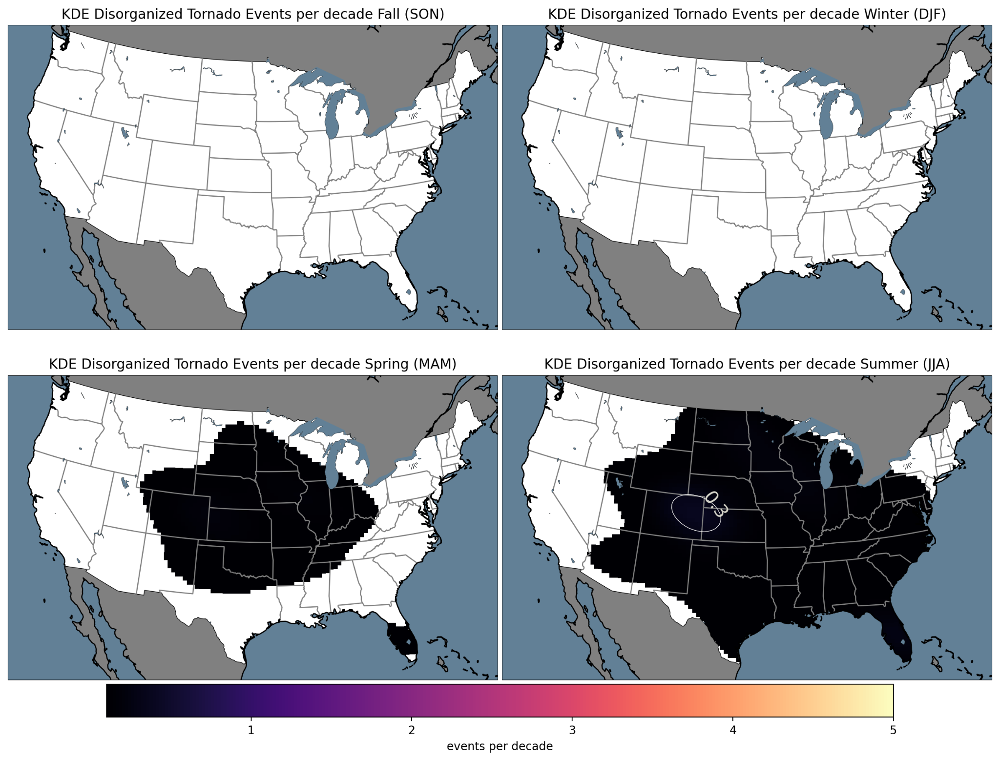 KDE Disorganized Tornado Events per decade Fall (SON)
KDE Disorganized Tornado Events per decade Winter (DJF)
KDE Disorganized Tornado Events per decade Spring (MAM)
KDE Disorganized Tornado Events per decade Summer (JJA)
0.3
1 2 3 4 5
events per decade